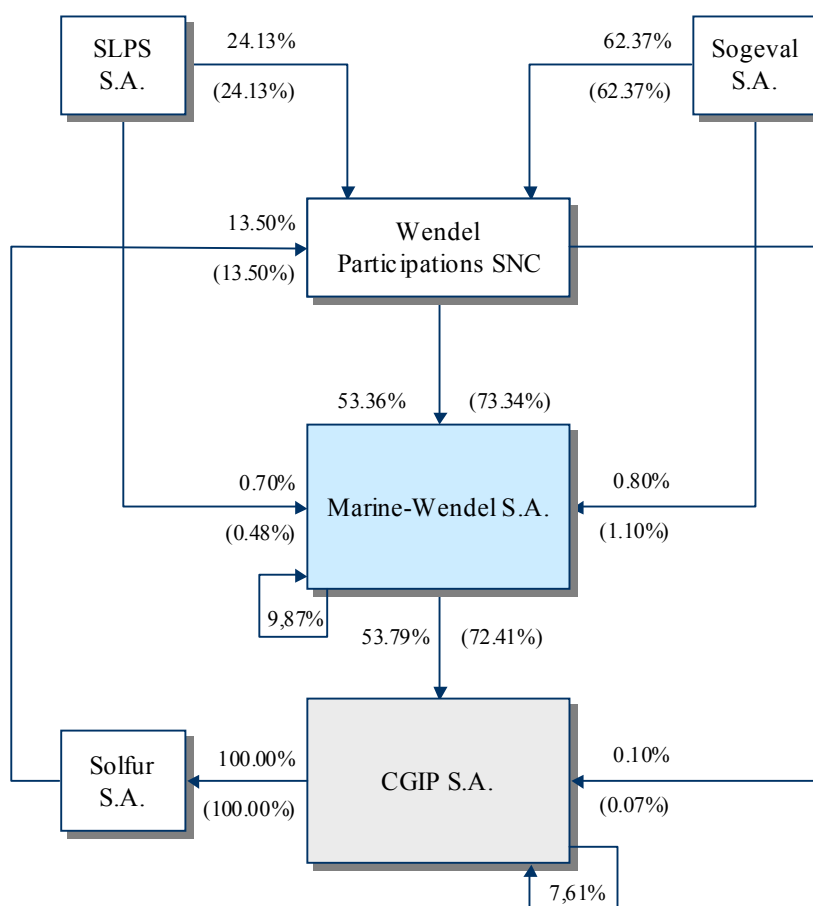 SLPS
S.A.
24.13%
(24.13%)
62.37%
(62.37%)
Sogeval
S.A.
13.50%
(13.50%)
Wendel
Participations SNC
53.36% (73.34%)
0.70%
(0.48%)
Marine-Wendel S.A.
0.80%
(1.10%)
9,87%
53.79% (72.41%)
Solfur
S.A.
100.00%
(100.00%)
CGIP S.A.
0.10%
(0.07%)
7,61%